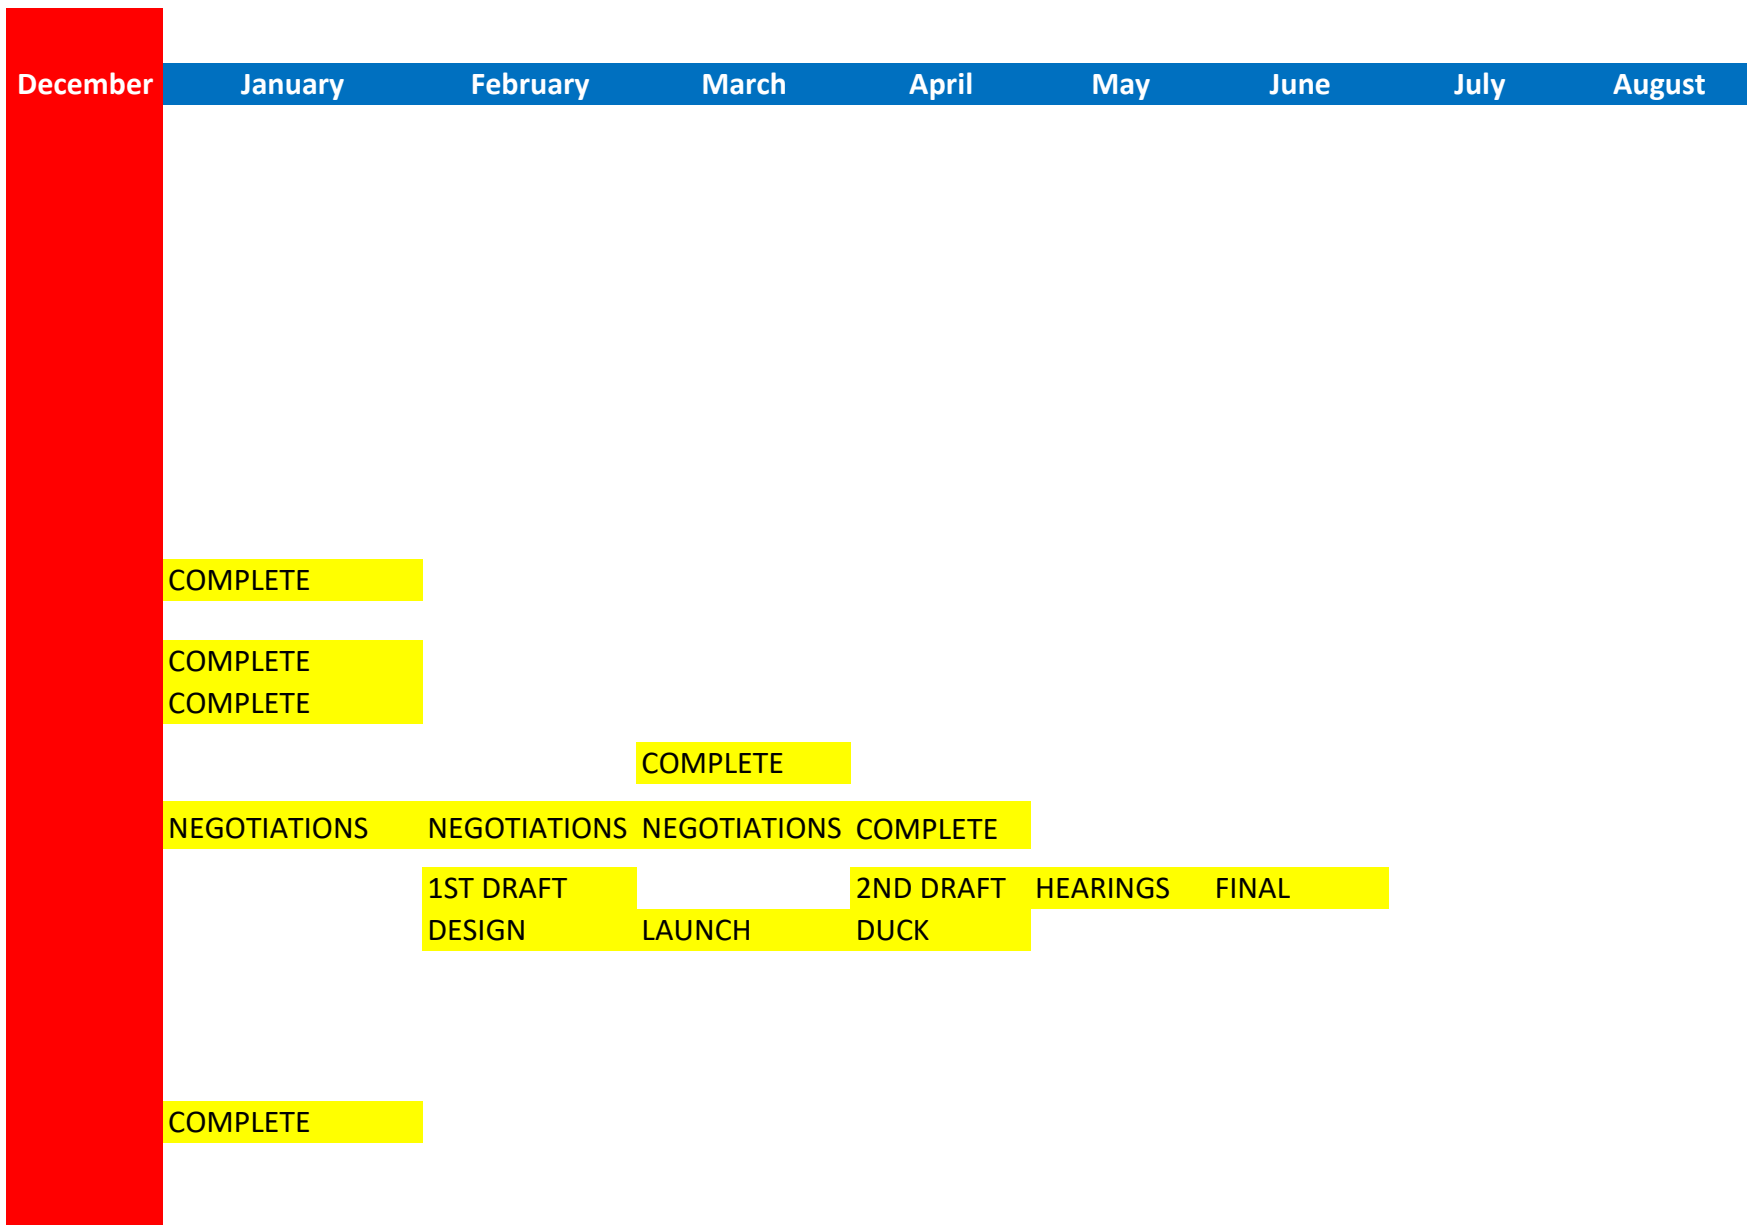 December January February March April May June July August
COMPLETE
COMPLETE
COMPLETE
COMPLETE
NEGOTIATIONS NEGOTIATIONS NEGOTIATIONS COMPLETE
1ST DRAFT 2ND DRAFT HEARINGS FINAL
DESIGN LAUNCH DUCK
COMPLETE